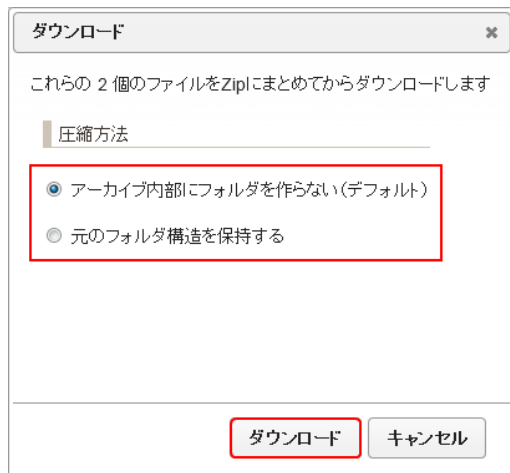 ダウンロード
これらの 2 個のファイルをZipにまとめてからダウンロードします
圧縮方法
アーカイブ内部にフォルダを作らない(デフォルト)
元のフォルダ構造を保持する
ダウンロード キャンセル